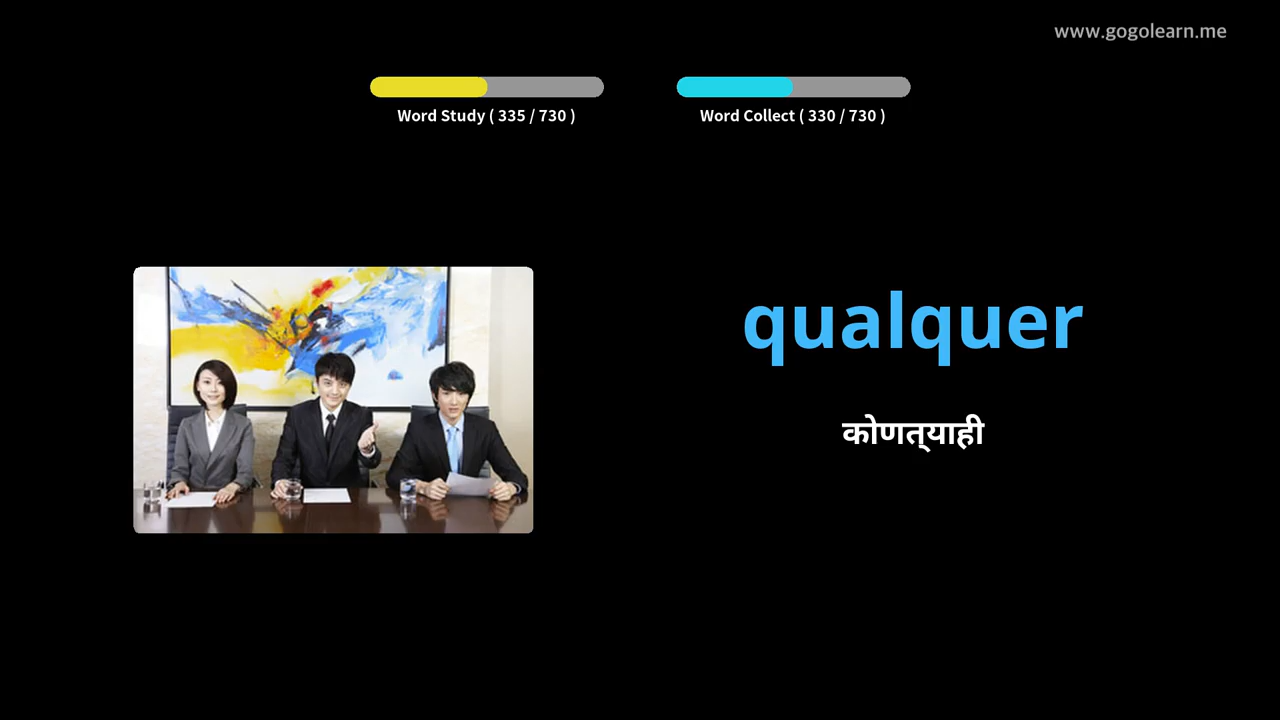 www.gogolearn.me
Word Study ( 335 / 730 )
Word Collect ( 330 / 730 )
qualquer
कोणत्याही